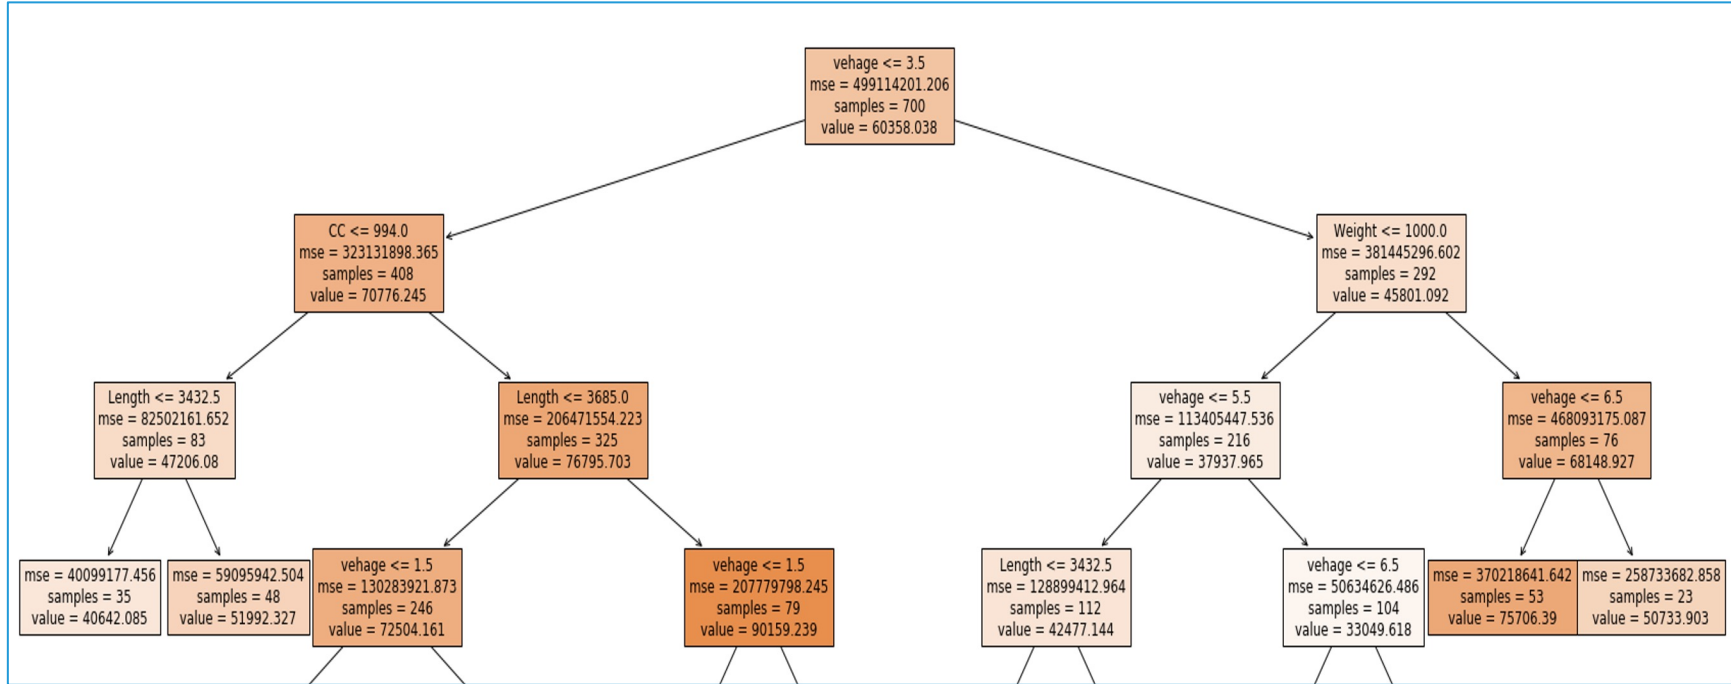 vehage <= 3.5
mse = 499114201.206
samples = 700
value = 60358.038
CC <= 994.0
mse = 323131898.365
samples = 408
value = 70776.245
Weight <= 1000.0
mse = 381445296.602
samples = 292
value = 45801.092
Length <= 3432.5
mse = 82502161.652
samples = 83
value = 47206.08
Length <= 3685.0
mse = 206471554.223
samples = 325
value = 76795.703
vehage <= 5.5
mse = 113405447.536
samples = 216
value = 37937.965
vehage <= 6.5
mse = 468093175.087
samples = 76
value = 68148.927
mse = 40099177.456
samples = 35
value = 40642.085
mse = 59095942.504
samples = 48
value = 51992.327
vehage <= 1.5
mse = 130283921.873
samples = 246
value = 72504.161
vehage <= 1.5
mse = 207779798.245
samples = 79
value = 90159.239
Length <= 3432.5
mse = 128899412.964
samples = 112
value = 42477.144
vehage <= 6.5
mse = 50634626.486
samples = 104
value = 33049.618
mse = 370218641.642
samples = 53
value = 75706.39
mse = 258733682.858
samples = 23
value = 50733.903